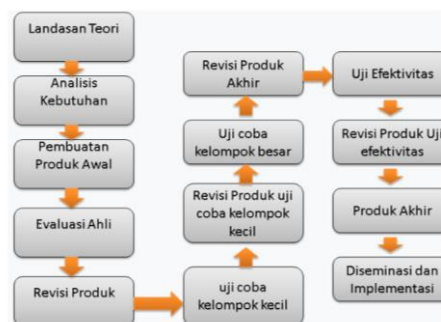 Landasan Teori
Analisis
Kebutuhan
Pembuatan
Produk Awal
Evaluasi Ahli
Revisi Produk
uji coba
kelompok kecil
Revisi Produk uji
coba kelompok
kecil
Uji coba
kelompok besar
Revisi Produk
Akhir
Uji Efektivitas
Revisi Produk Uji
efektivitas
Produk Akhir
Diseminasi dan
Implementasi